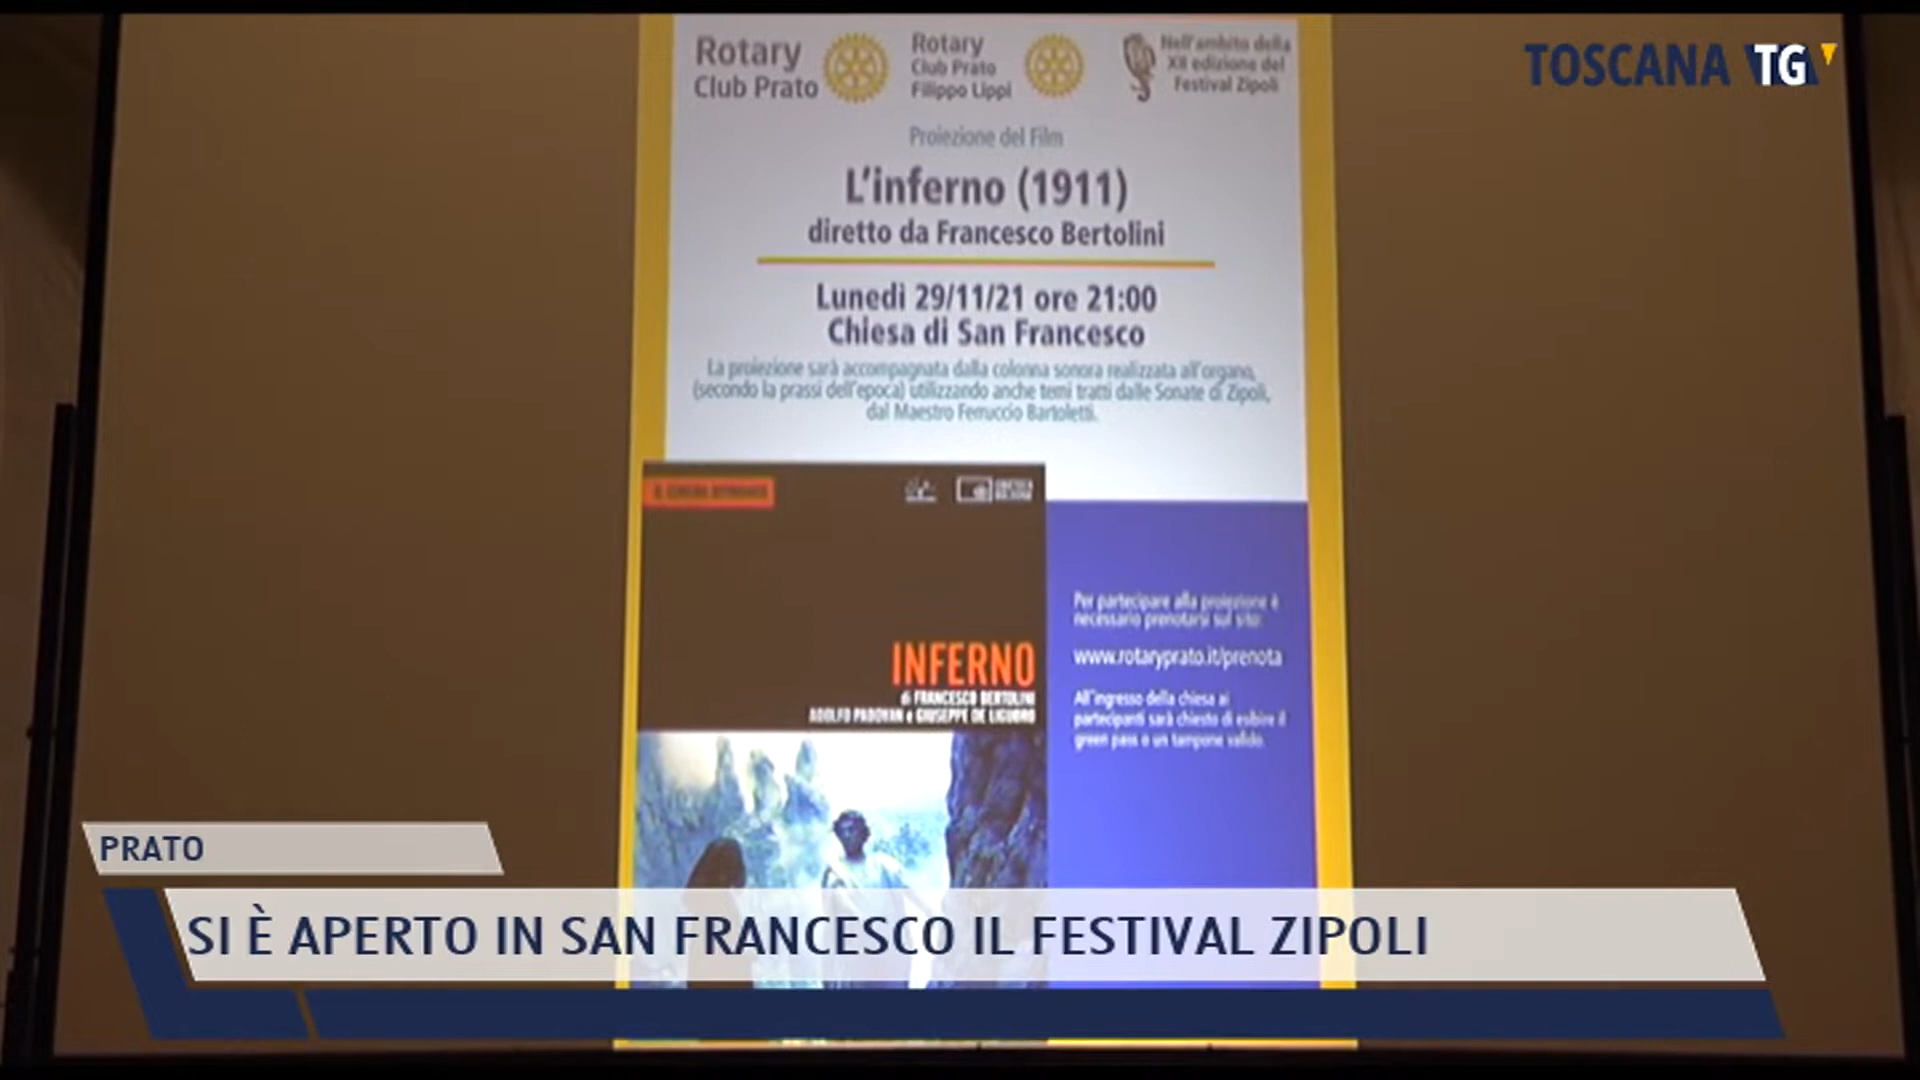 Rotary
Club Prato
Rotary
Club Prato
Filippo Lippi
Nell'ambito della
XII edizione del
Festival Zipoli
TOSCANA TG
Proiezione del Film
L'inferno (1911)
diretto da Francesco Bertolini
Lunedì 29/11/21 ore 21:00
Chiesa di San Francesco
La proiezione sarà accompagnata dalla colonna sonora realizzata all'organo,
(secondo la prassi dell'epoca) utilizzando anche temi tratti dalle Sonate di Zipoli,
dal Maestro Ferruccio Bartoletti.
INFERNO
di FRANCESCO BERTOLINI
ADOLFO PADOVAN e GIUSEPPE DE LIGUORO
Per partecipare alla proiezione è
necessario prenotarsi sul sito:
www.rotaryprato.it/prenota
All'ingresso della chiesa ai
partecipanti sarà chiesto di esibire il
green pass o un tampone valido.
PRATO
SI È APERTO IN SAN FRANCESCO IL FESTIVAL ZIPOLI